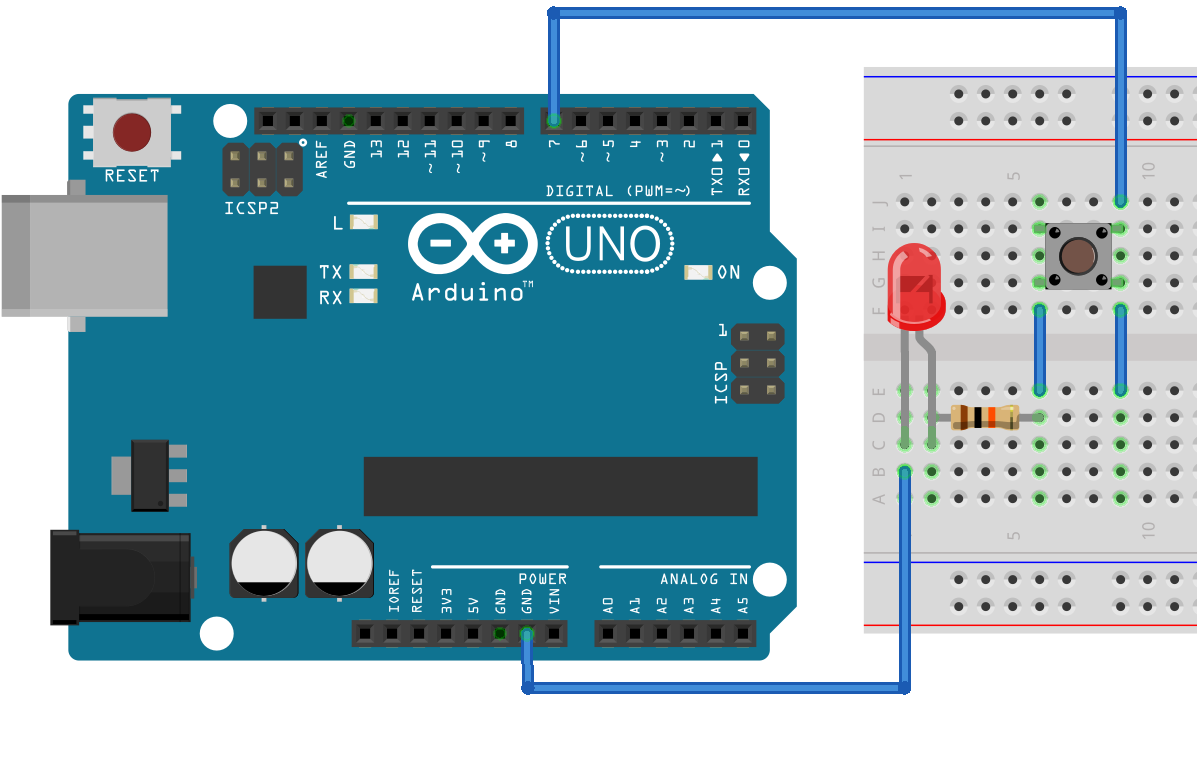 RESET
ICSP2
AREF
GND
13
12
~11
~10
~9
8
7
~6
~5
4
~3
2
TX0▶1
RX0◀0
DIGITAL (PWM=~)
L
TX
RX
UNO
Arduino™
ON
1
ICSP
IOREF
RESET
3V3
5V
GND
GND
VIN
POWER
ANALOG IN
A0
A1
A2
A3
A4
A5
1
5
10
J
I
H
G
F
E
D
C
B
A
5
10